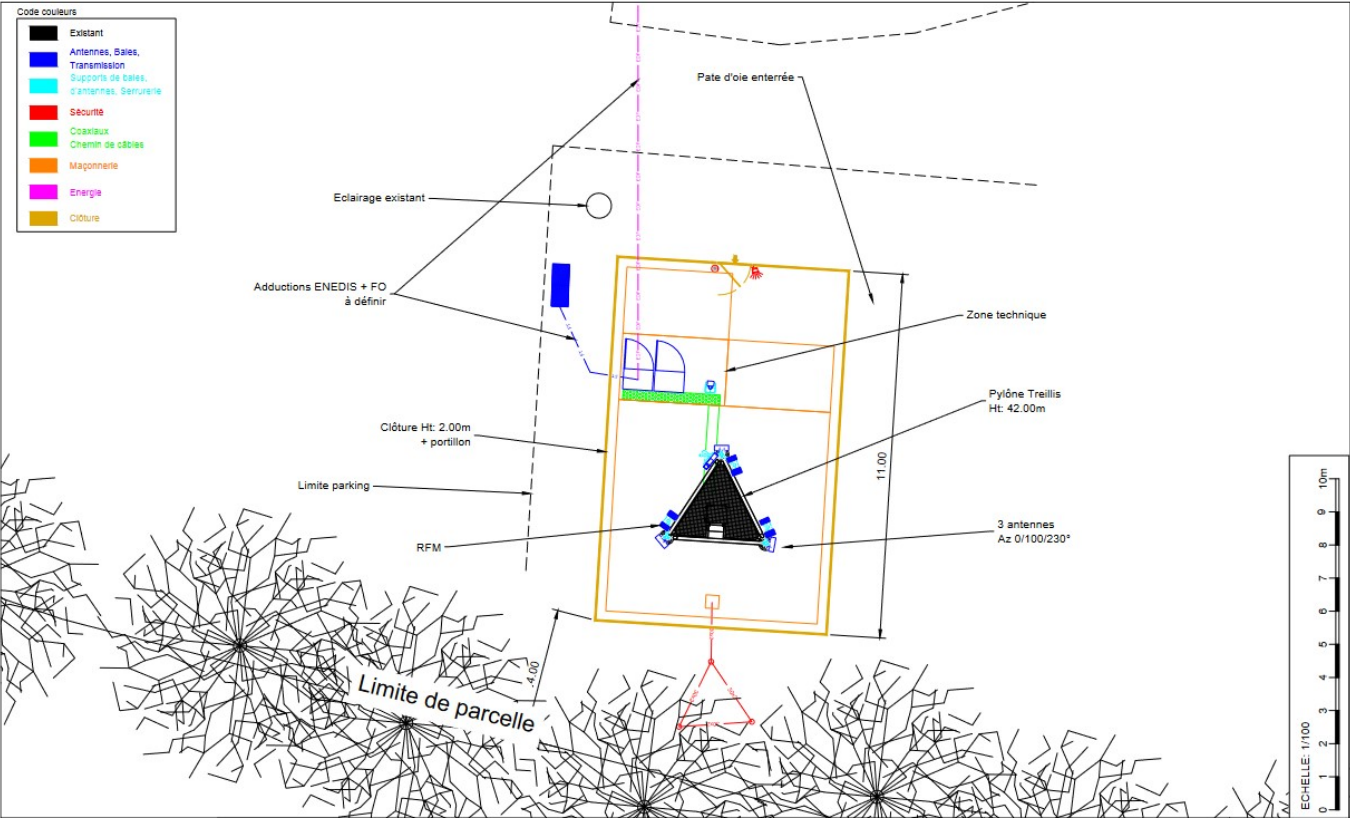 Code couleurs
Existant
Antennes, Baies,
Transmission
Supports de baies,
d'antennes, Serrurerie
Sécurité
Coaxiaux
Chemin de câbles
Maçonnerie
Energie
Clôture
Pate d'oie enterrée
Eclairage existant
Adductions ENEDIS + FO
à définir
Zone technique
Pylône Treillis
Ht: 42.00m
Clôture Ht: 2.00m
+ portillon
11.00
Limite parking
3 antennes
Az 0/100/230°
RFM
4.00
Limite de parcelle
ECHELLE: 1/100
0
1
2
3
4
5
6
7
8
9
10m